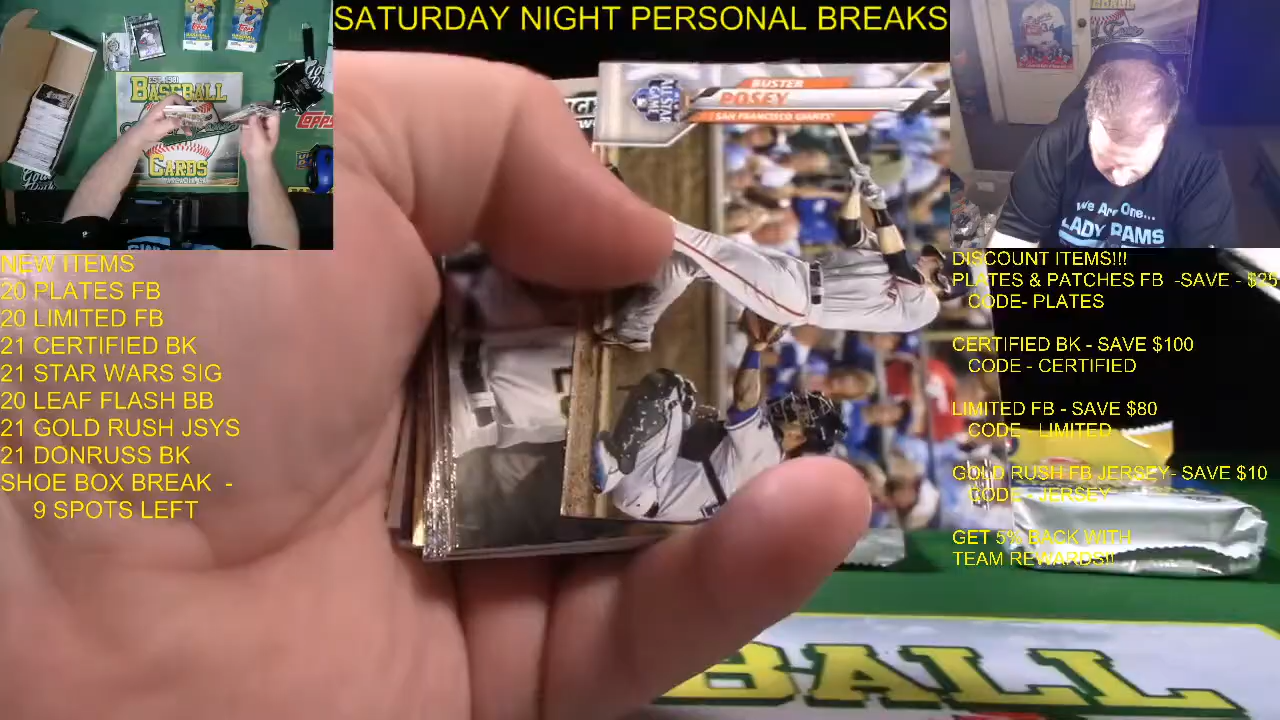 SATURDAY NIGHT PERSONAL BREAKS
EST. 1981
BASEBALL
CARDS
TOPPS
ALL STAR
GAME
BUSTER
POSEY
SAN FRANCISCO GIANTS
We Are One...
LADY RAMS
NEW ITEMS
20 PLATES FB
20 LIMITED FB
21 CERTIFIED BK
21 STAR WARS SIG
20 LEAF FLASH BB
21 GOLD RUSH JSYS
21 DONRUSS BK
SHOE BOX BREAK -
9 SPOTS LEFT
DISCOUNT ITEMS!!!
PLATES & PATCHES FB -SAVE - $25
CODE- PLATES
CERTIFIED BK - SAVE $100
CODE - CERTIFIED
LIMITED FB - SAVE $80
CODE - LIMITED
GOLD RUSH FB JERSEY- SAVE $10
CODE - JERSEY
GET 5% BACK WITH
TEAM REWARDS!!
BALL